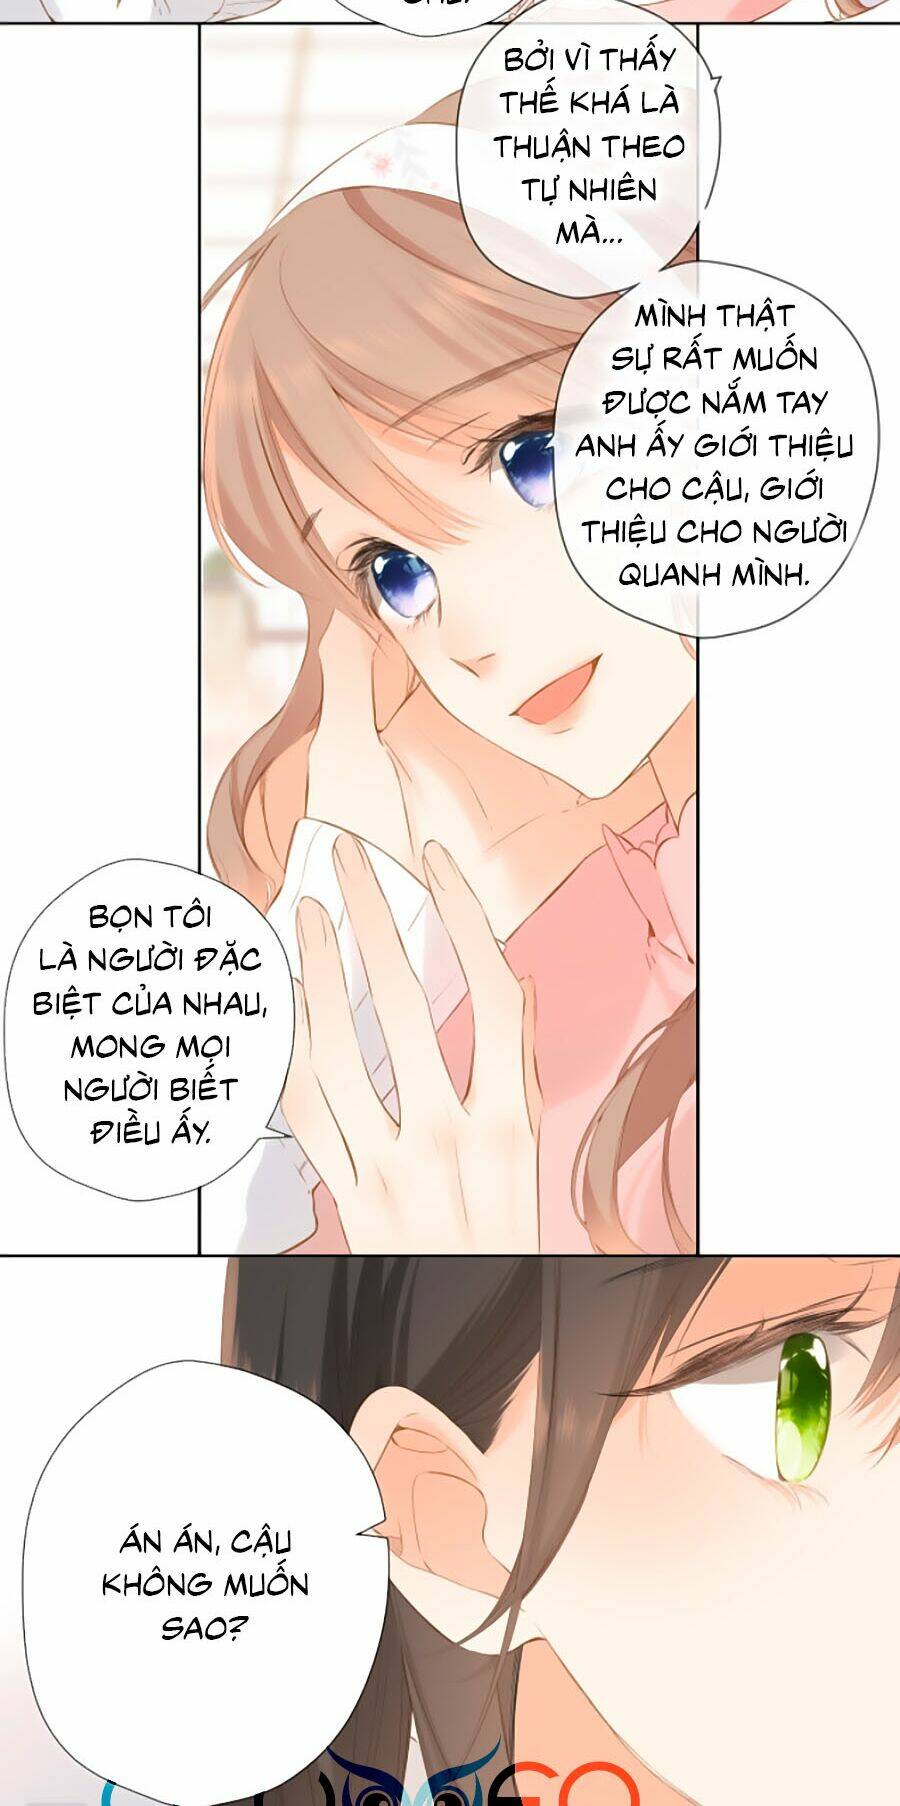 BỞI VÌ THẤY
THẾ KHÁ LÀ
THUẬN THEO
TỰ NHIÊN
MÀ...
MÌNH THẬT
SỰ RẤT MUỐN
ĐƯỢC NẮM TAY
ANH ẤY GIỚI THIỆU
CHO CẬU, GIỚI
THIỆU CHO NGƯỜI
QUANH MÌNH.
BỌN TÔI
LÀ NGƯỜI ĐẶC
BIỆT CỦA NHAU,
MONG MỌI
NGƯỜI BIẾT
ĐIỀU ẤY.
ÁN ÁN, CẬU
KHÔNG MUỐN
SAO?